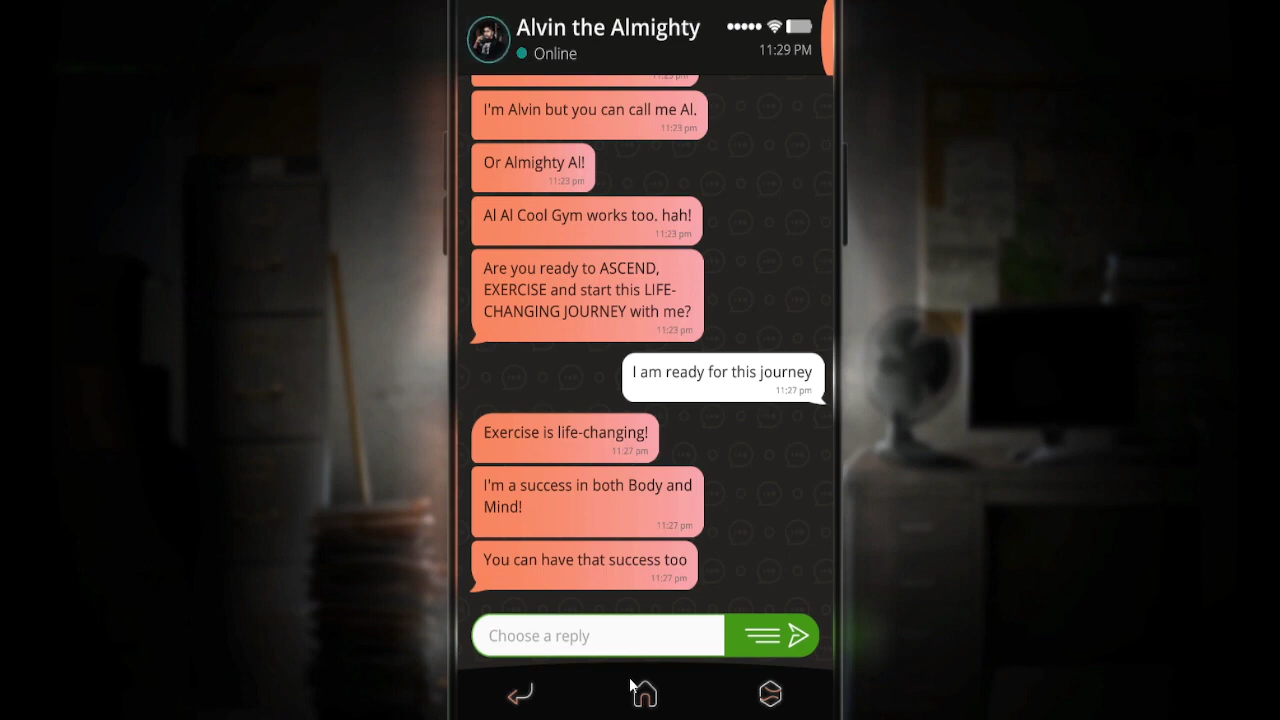 Alvin the Almighty
Online
11:29 PM
11:23 pm
I'm Alvin but you can call me Al.
11:23 pm
Or Almighty Al!
11:23 pm
Al Al Cool Gym works too. hah!
11:23 pm
Are you ready to ASCEND,
EXERCISE and start this LIFE-
CHANGING JOURNEY with me?
11:23 pm
I am ready for this journey
11:27 pm
Exercise is life-changing!
11:27 pm
I'm a success in both Body and
Mind!
11:27 pm
You can have that success too
11:27 pm
Choose a reply